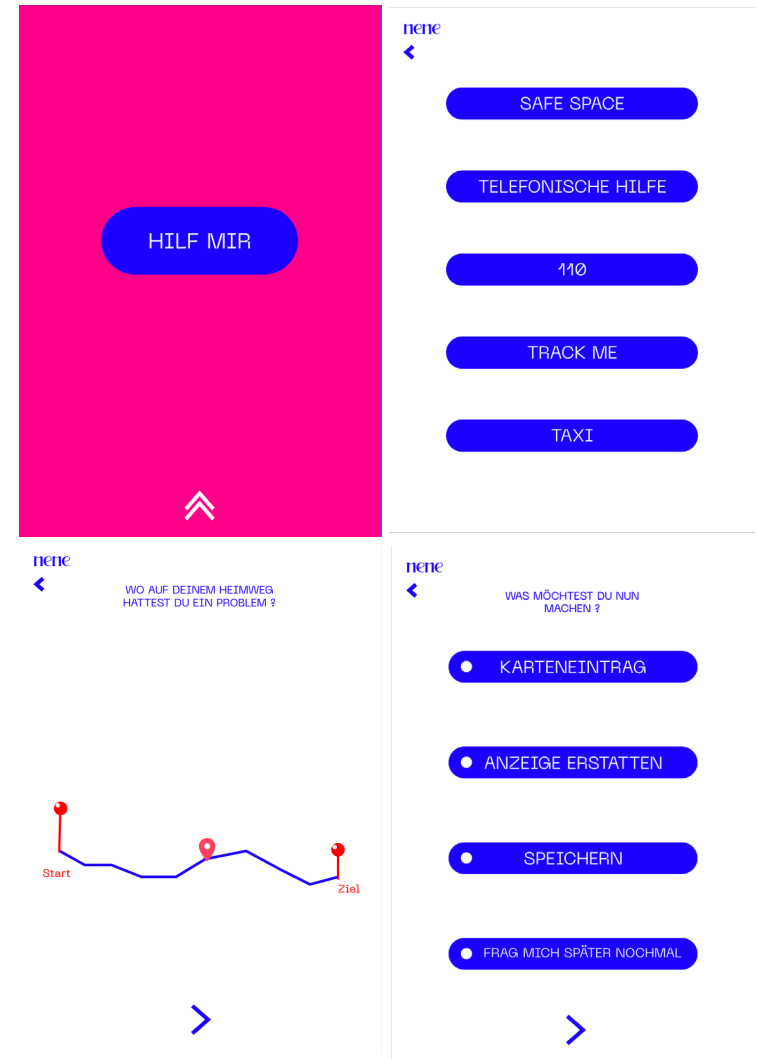 HILF MIR
nene
SAFE SPACE
TELEFONISCHE HILFE
110
TRACK ME
TAXI
nene
WO AUF DEINEM HEIMWEG
HATTEST DU EIN PROBLEM ?
Start
Ziel
nene
WAS MÖCHTEST DU NUN
MACHEN ?
KARTENEINTRAG
ANZEIGE ERSTATTEN
SPEICHERN
FRAG MICH SPÄTER NOCHMAL